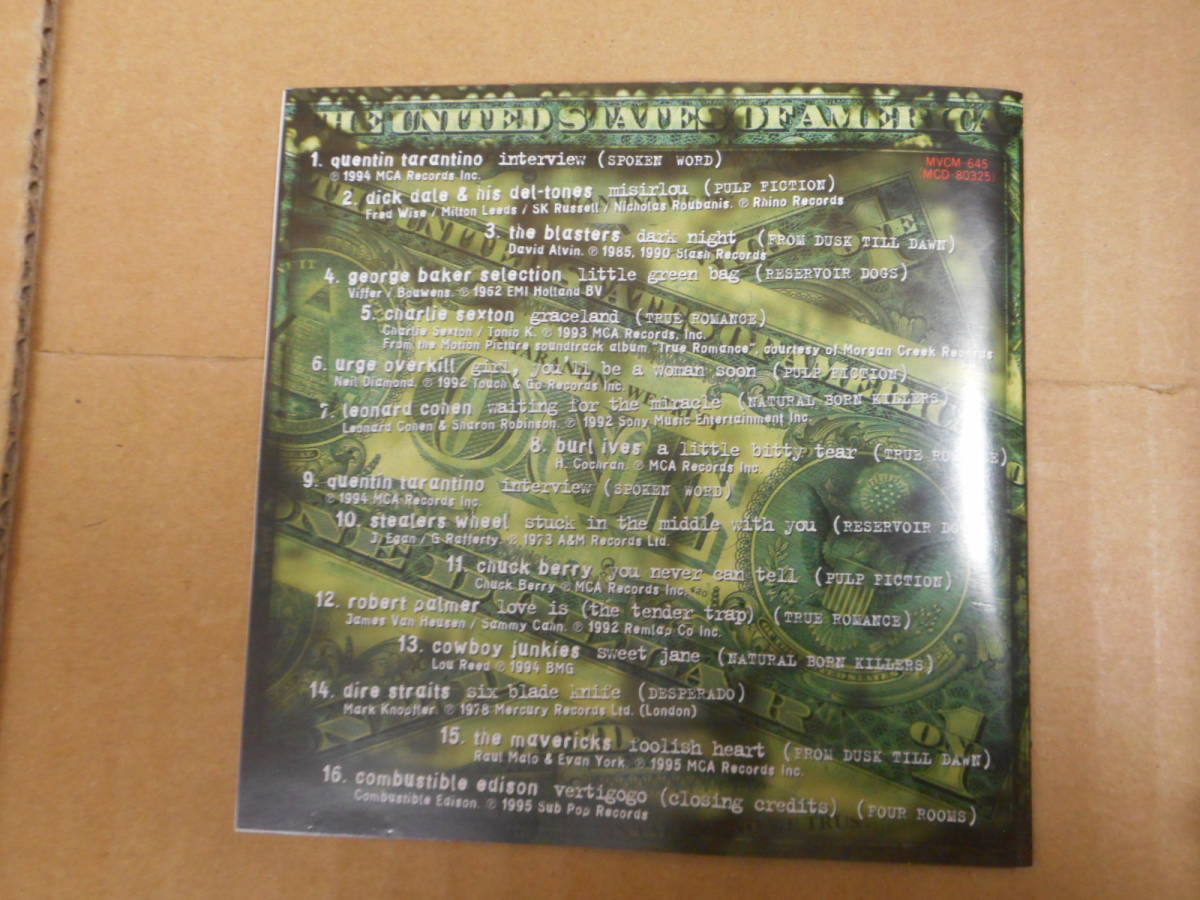 THE UNITED STATES OF AMERICA
MVCM-645
(MCD-80325)
1. quentin tarantino interview (SPOKEN WORD)
℗ 1994 MCA Records Inc.
2. dick dale & his del-tones misirlou (PULP FICTION)
Fred Wise / Milton Leeds / SK Russell / Nicholas Roubanis. ℗ Rhino Records
3. the blasters dark night (FROM DUSK TILL DAWN)
David Alvin. ℗ 1985, 1990 Slash Records
4. george baker selection little green bag (RESERVOIR DOGS)
Visser / Bouwens. ℗ 1962 EMI Holland BV
5. charlie sexton graceland (TRUE ROMANCE)
Charlie Sexton / Tonio K. ℗ 1993 MCA Records, Inc.
From the Motion Picture soundtrack album "True Romance", courtesy of Morgan Creek Records
6. urge overkill girl, you'll be a woman soon (PULP FICTION)
Neil Diamond. ℗ 1992 Touch & Go Records Inc.
7. leonard cohen waiting for the miracle (NATURAL BORN KILLERS)
Leonard Cohen & Sharon Robinson. ℗ 1992 Sony Music Entertainment Inc.
8. burl ives a little bitty tear (TRUE ROMANCE)
H. Cochran. ℗ MCA Records Inc.
9. quentin tarantino interview (SPOKEN WORD)
℗ 1994 MCA Records Inc.
10. stealers wheel stuck in the middle with you (RESERVOIR DO
J. Egan / G Rafferty. ℗ 1973 A&M Records Ltd.
11. chuck berry you never can tell (PULP FICTION)
Chuck Berry ℗ MCA Records Inc.
12. robert palmer love is (the tender trap) (TRUE ROMANCE)
James Van Heusen / Sammy Cahn. ℗ 1992 Remlap Co Inc.
13. cowboy junkies sweet jane (NATURAL BORN KILLERS)
Lou Reed ℗ 1994 BMG
14. dire straits six blade knife (DESPERADO)
Mark Knopfler. ℗ 1978 Mercury Records Ltd. (London)
15. the mavericks foolish heart (FROM DUSK TILL DAWN)
Raul Malo & Evan York. ℗ 1995 MCA Records Inc.
16. combustible edison vertigogo (closing credits) (FOUR ROOMS)
Combustible Edison. ℗ 1995 Sub Pop Records